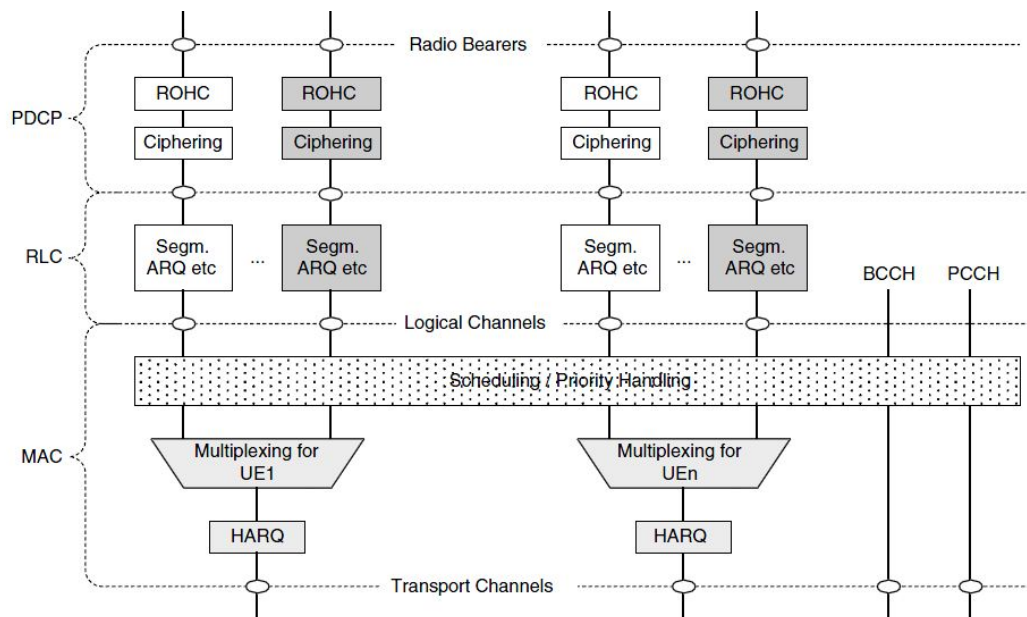 Radio Bearers
PDCP
ROHC
ROHC
ROHC
ROHC
Ciphering
Ciphering
Ciphering
Ciphering
RLC
Segm.
ARQ etc
...
Segm.
ARQ etc
Segm.
ARQ etc
...
Segm.
ARQ etc
BCCH
PCCH
Logical Channels
MAC
Scheduling / Priority Handling
Multiplexing for
UE1
Multiplexing for
UEn
HARQ
HARQ
Transport Channels